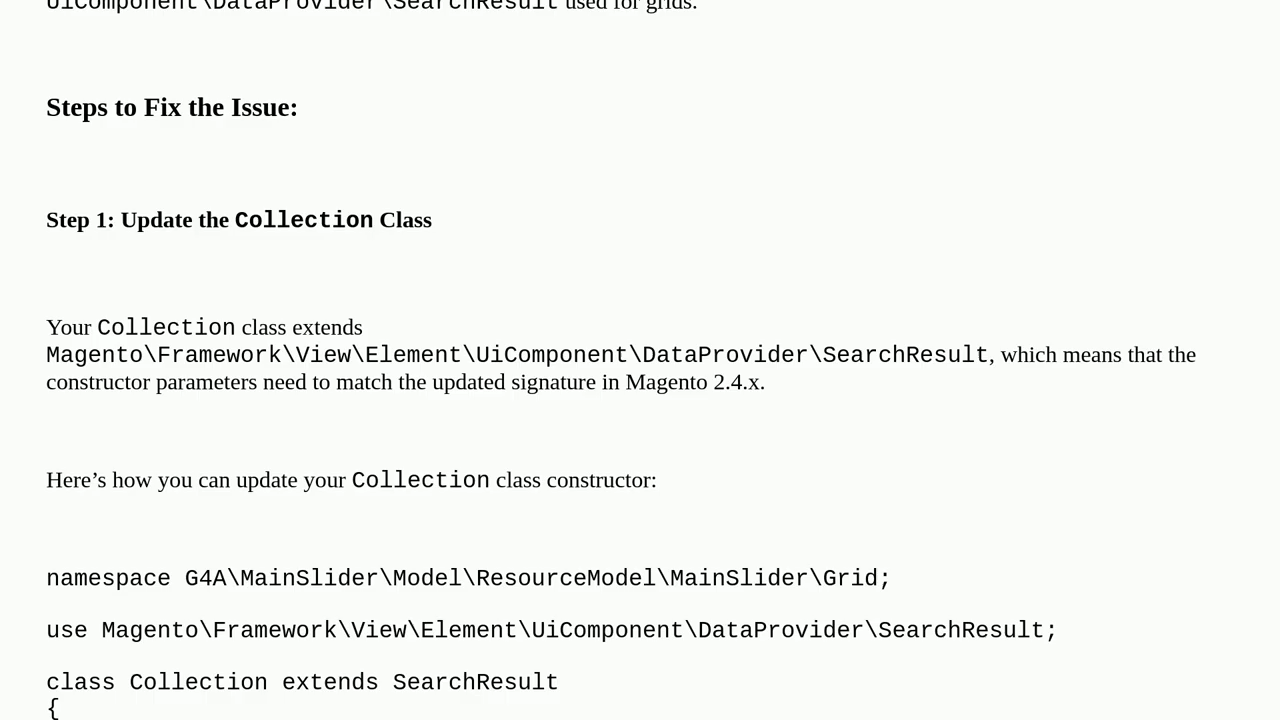 UiComponent\DataProvider\SearchResult used for grids.
Steps to Fix the Issue:
Step 1: Update the Collection Class
Your Collection class extends
Magento\Framework\View\Element\UiComponent\DataProvider\SearchResult, which means that the
constructor parameters need to match the updated signature in Magento 2.4.x.
Here’s how you can update your Collection class constructor:
namespace G4A\MainSlider\Model\ResourceModel\MainSlider\Grid;
use Magento\Framework\View\Element\UiComponent\DataProvider\SearchResult;
class Collection extends SearchResult
{